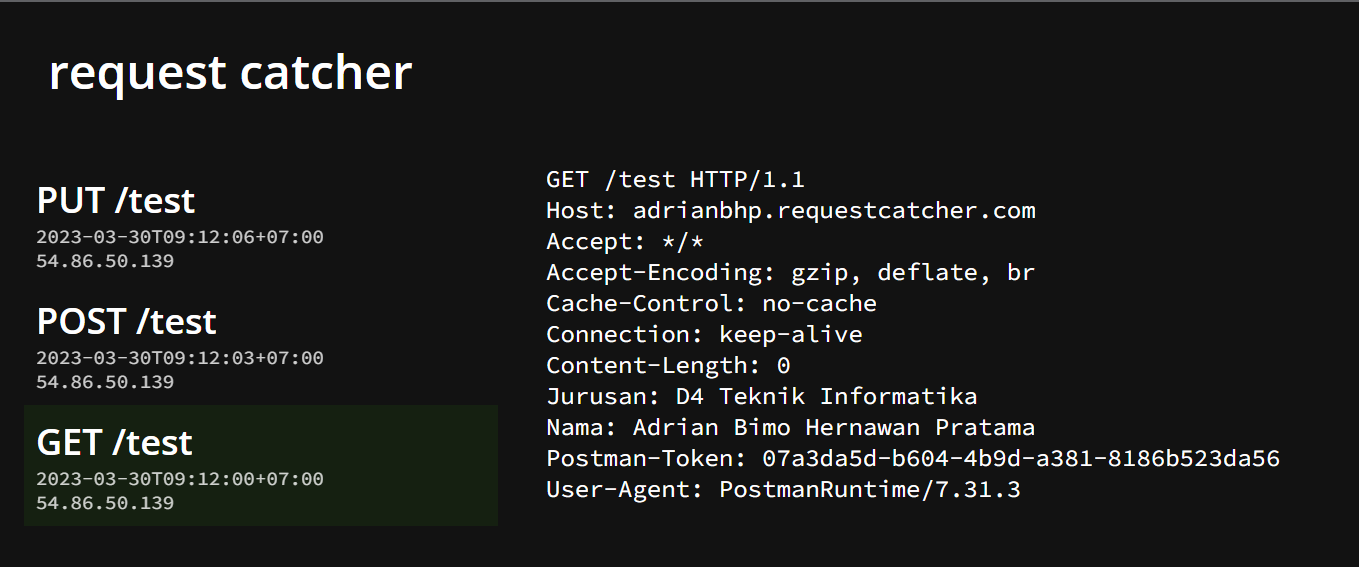 request catcher
PUT /test
2023-03-30T09:12:06+07:00
54.86.50.139
POST /test
2023-03-30T09:12:03+07:00
54.86.50.139
GET /test
2023-03-30T09:12:00+07:00
54.86.50.139
GET /test HTTP/1.1
Host: adrianbhp.requestcatcher.com
Accept: */*
Accept-Encoding: gzip, deflate, br
Cache-Control: no-cache
Connection: keep-alive
Content-Length: 0
Jurusan: D4 Teknik Informatika
Nama: Adrian Bimo Hernawan Pratama
Postman-Token: 07a3da5d-b604-4b9d-a381-8186b523da56
User-Agent: PostmanRuntime/7.31.3